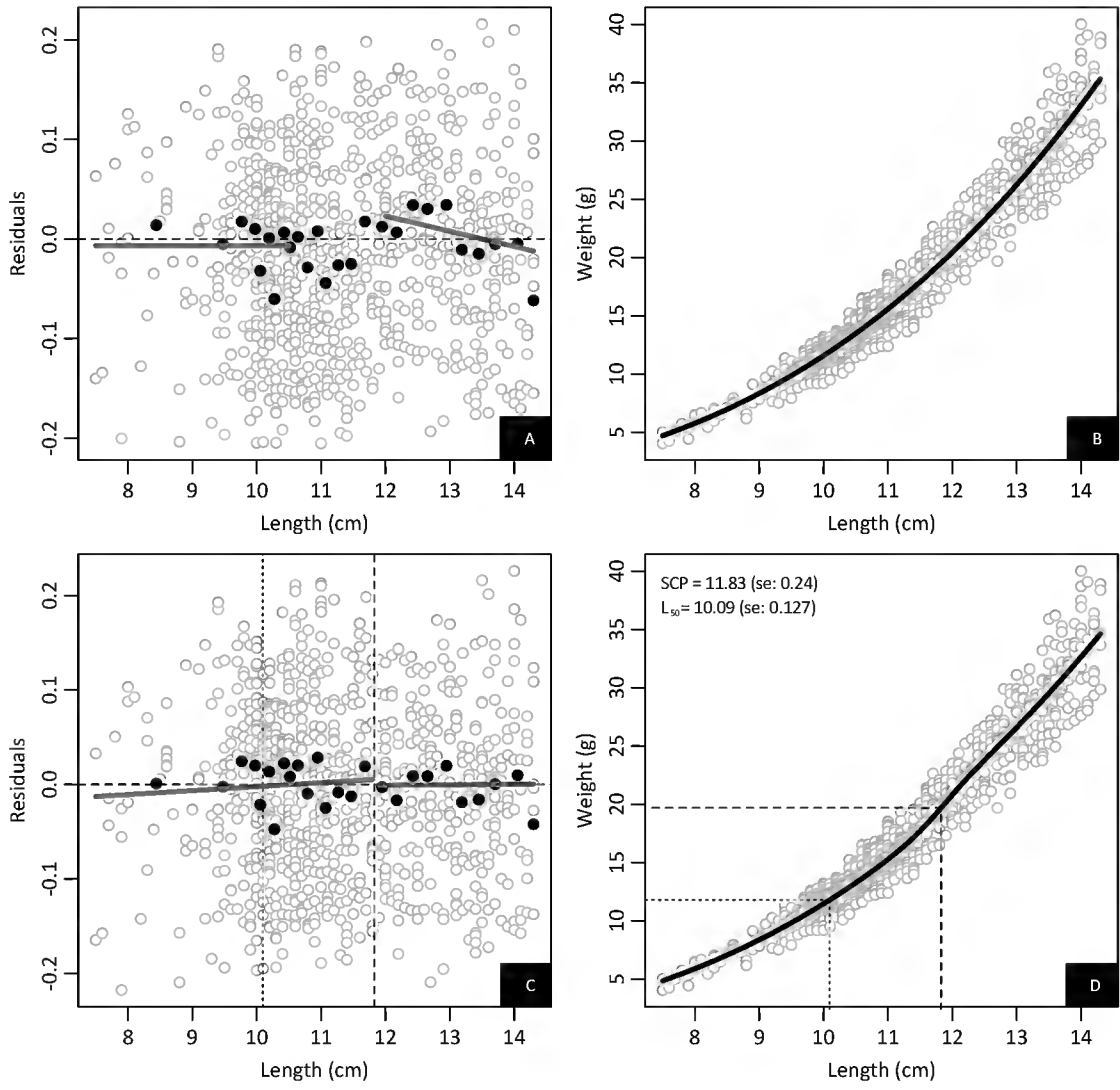 0.2
0.1
0.0
-0.1
-0.2
Residuals
8 9 10 11 12 13 14
Length (cm)
A
40
35
30
25
20
15
10
5
Weight (g)
8 9 10 11 12 13 14
Length (cm)
B
0.2
0.1
0.0
-0.1
-0.2
Residuals
8 9 10 11 12 13 14
Length (cm)
C
SCP = 11.83 (se: 0.24)
L₅₀= 10.09 (se: 0.127)
40
35
30
25
20
15
10
5
Weight (g)
8 9 10 11 12 13 14
Length (cm)
D